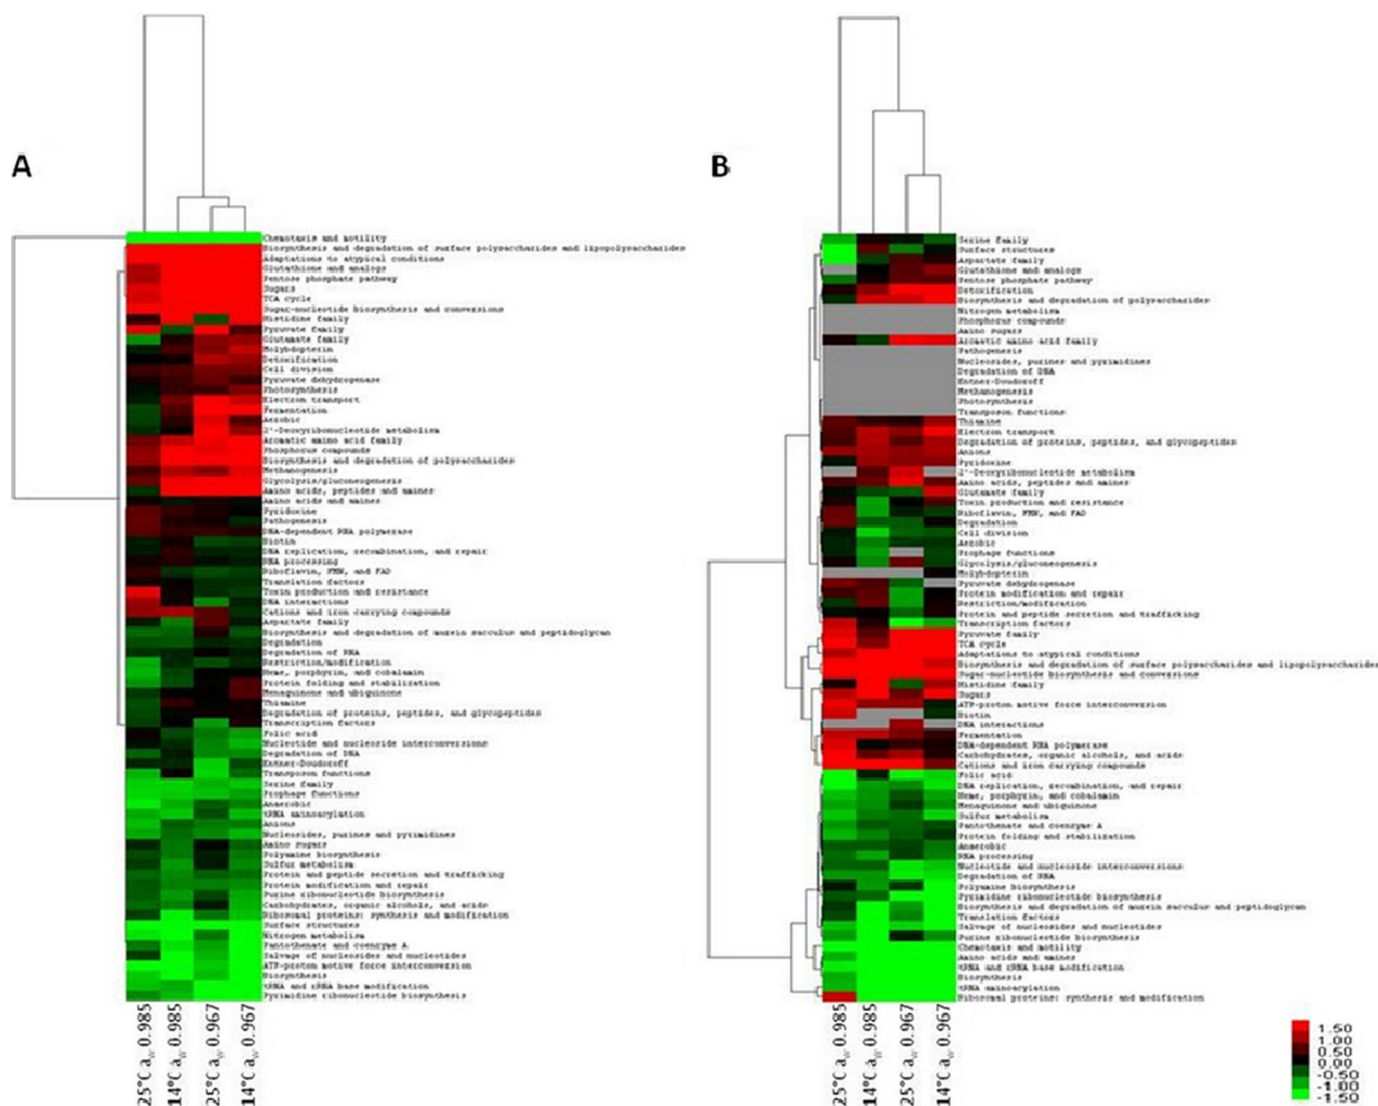 A
Chemotaxis and motility
Biosynthesis and degradation of surface polysaccharides and lipopolysaccharides
Adaptations to atypical conditions
Glutathione and analogs
Pentose phosphate pathway
Sugars
TCA cycle
Sugar-nucleotide biosynthesis and conversions
Histidine family
Pyruvate family
Glutamate family
Molybdopterin
Detoxification
Cell division
Pyruvate dehydrogenase
Photosynthesis
Electron transport
Fermentation
Aerobic
2'-Deoxyribonucleotide metabolism
Aromatic amino acid family
Phosphorus compounds
Biosynthesis and degradation of polysaccharides
Methanogenesis
Glycolysis/gluconeogenesis
Amino acids, peptides and amines
Amino acids and amines
Pyridoxine
Pathogenesis
DNA-dependent RNA polymerase
Biotin
DNA replication, recombination, and repair
RNA processing
Riboflavin, FMN, and FAD
Translation factors
Toxin production and resistance
DNA interactions
Cations and iron carrying compounds
Aspartate family
Biosynthesis and degradation of murein sacculus and peptidoglycan
Degradation
Degradation of RNA
Restriction/modification
Heme, porphyrin, and cobalamin
Protein folding and stabilization
Menaquinone and ubiquinone
Thiamine
Degradation of proteins, peptides, and glycopeptides
Transcription factors
Folic acid
Nucleotide and nucleoside interconversions
Degradation of DNA
Entner-Doudoroff
Transposon functions
Serine family
Prophage functions
Anaerobic
tRNA aminoacylation
Anions
Nucleosides, purines and pyrimidines
Amino sugars
Polyamine biosynthesis
Sulfur metabolism
Protein and peptide secretion and trafficking
Protein modification and repair
Purine ribonucleotide biosynthesis
Carbohydrates, organic alcohols, and acids
Ribosomal proteins: synthesis and modification
Surface structures
Nitrogen metabolism
Pantothenate and coenzyme A
Salvage of nucleosides and nucleotides
ATP-proton motive force interconversion
Biosynthesis
tRNA and rRNA base modification
Pyrimidine ribonucleotide biosynthesis
25°C aw 0.985
14°C aw 0.985
25°C aw 0.967
14°C aw 0.967
B
Serine family
Surface structures
Aspartate family
Glutathione and analogs
Pentose phosphate pathway
Detoxification
Biosynthesis and degradation of polysaccharides
Nitrogen metabolism
Phosphorus compounds
Amino sugars
Aromatic amino acid family
Pathogenesis
Nucleosides, purines and pyrimidines
Degradation of DNA
Entner-Doudoroff
Methanogenesis
Photosynthesis
Transposon functions
Thiamine
Electron transport
Degradation of proteins, peptides, and glycopeptides
Anions
Pyridoxine
2'-Deoxyribonucleotide metabolism
Amino acids, peptides and amines
Glutamate family
Toxin production and resistance
Riboflavin, FMN, and FAD
Degradation
Cell division
Aerobic
Prophage functions
Glycolysis/gluconeogenesis
Molybdopterin
Pyruvate dehydrogenase
Protein modification and repair
Restriction/modification
Protein and peptide secretion and trafficking
Transcription factors
Pyruvate family
TCA cycle
Adaptations to atypical conditions
Biosynthesis and degradation of surface polysaccharides and lipopolysaccharides
Sugar-nucleotide biosynthesis and conversions
Histidine family
Sugars
ATP-proton motive force interconversion
Biotin
DNA interactions
Fermentation
DNA-dependent RNA polymerase
Carbohydrates, organic alcohols, and acids
Cations and iron carrying compounds
Folic acid
DNA replication, recombination, and repair
Heme, porphyrin, and cobalamin
Menaquinone and ubiquinone
Sulfur metabolism
Pantothenate and coenzyme A
Protein folding and stabilization
Anaerobic
RNA processing
Nucleotide and nucleoside interconversions
Degradation of RNA
Polyamine biosynthesis
Pyrimidine ribonucleotide biosynthesis
Biosynthesis and degradation of murein sacculus and peptidoglycan
Translation factors
Salvage of nucleosides and nucleotides
Purine ribonucleotide biosynthesis
Chemotaxis and motility
Amino acids and amines
tRNA and rRNA base modification
Biosynthesis
tRNA aminoacylation
Ribosomal proteins: synthesis and modification
25°C aw 0.985
14°C aw 0.985
25°C aw 0.967
14°C aw 0.967
1.50
1.00
0.50
0.00
-0.50
-1.00
-1.50